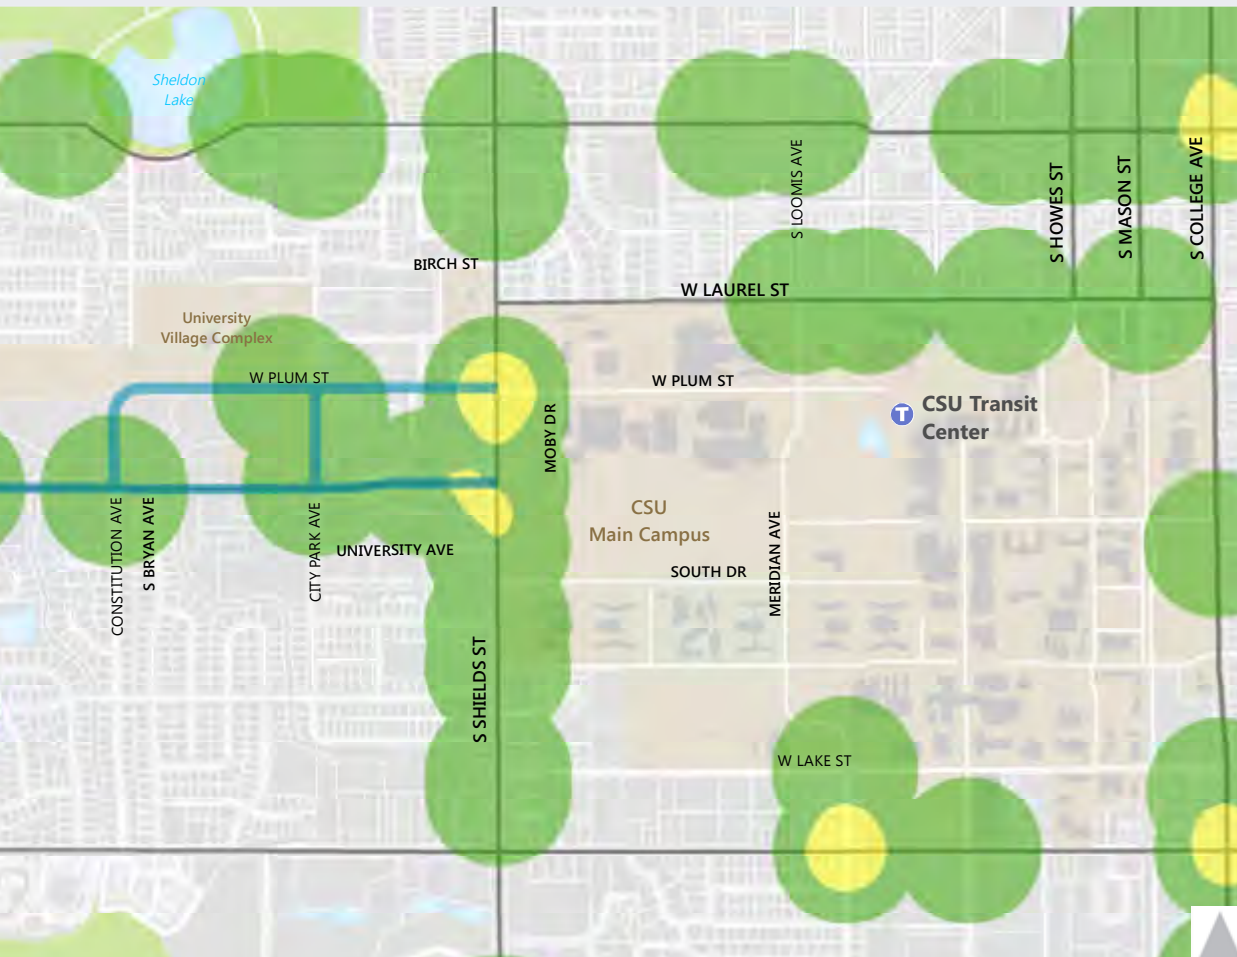 Sheldon
Lake
S LOOMIS AVE
S HOWES ST
S MASON ST
S COLLEGE AVE
BIRCH ST
W LAUREL ST
University
Village Complex
W PLUM ST
W PLUM ST
MOBY DR
T
CSU Transit
Center
CONSTITUTION AVE
S BRYAN AVE
CITY PARK AVE
CSU
Main Campus
UNIVERSITY AVE
MERIDIAN AVE
SOUTH DR
S SHIELDS ST
W LAKE ST